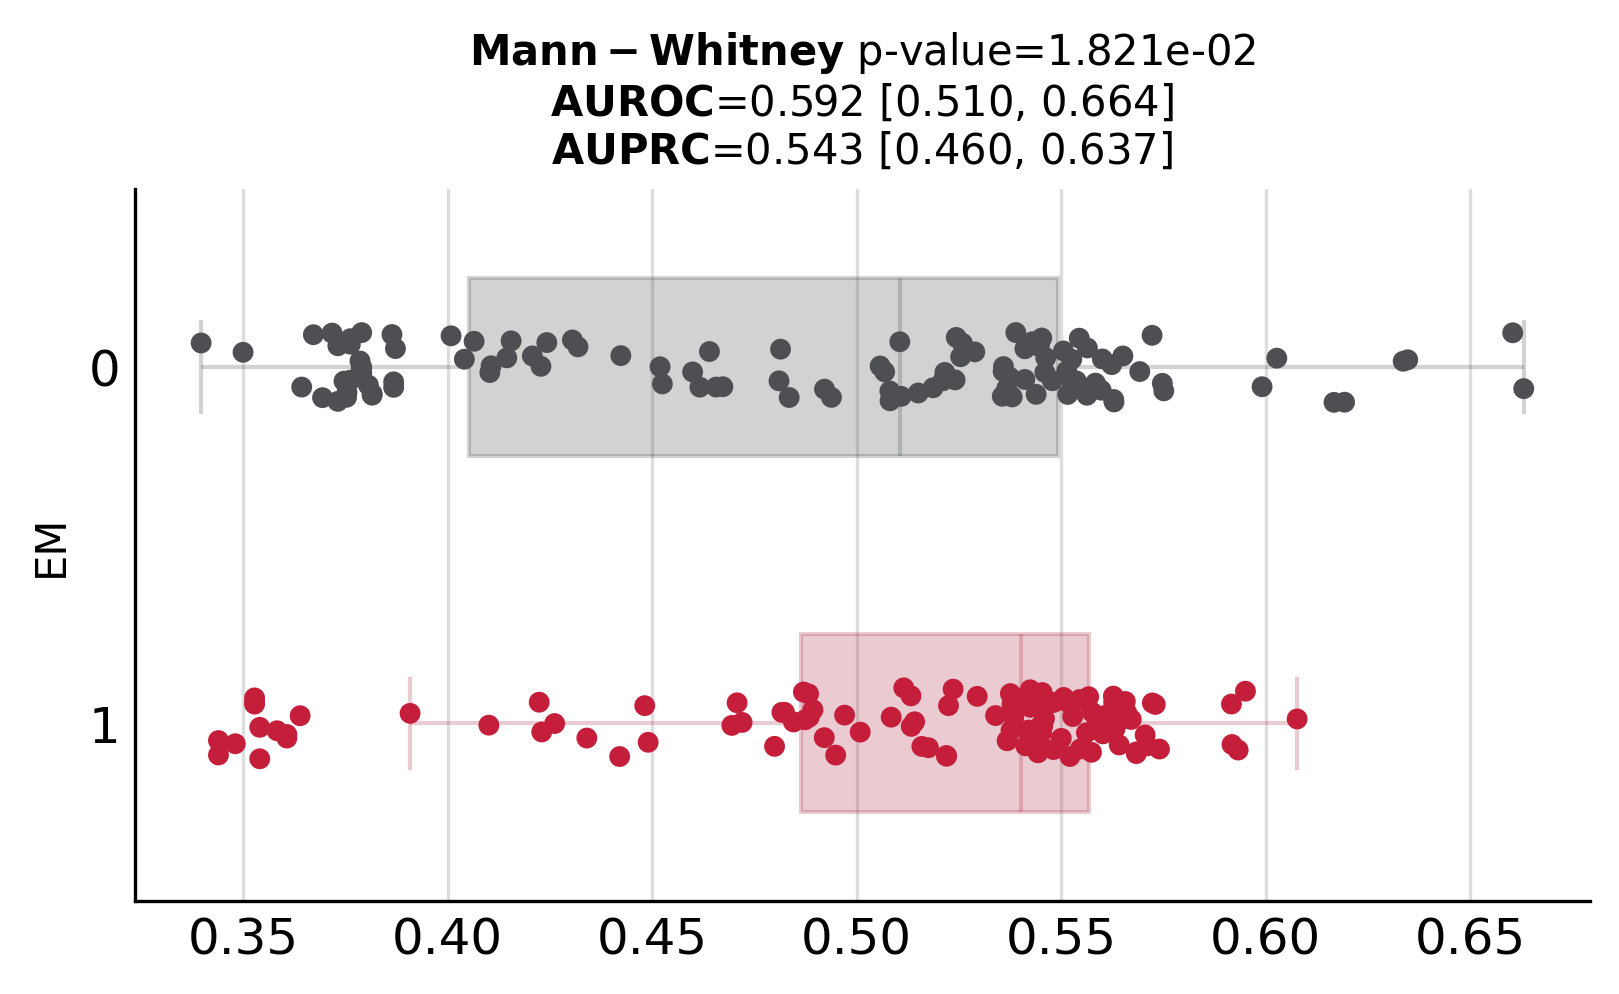 Mann − Whitney p-value=1.821e-02
AUROC=0.592 [0.510, 0.664]
AUPRC=0.543 [0.460, 0.637]
0
EM
1
0.35 0.40 0.45 0.50 0.55 0.60 0.65